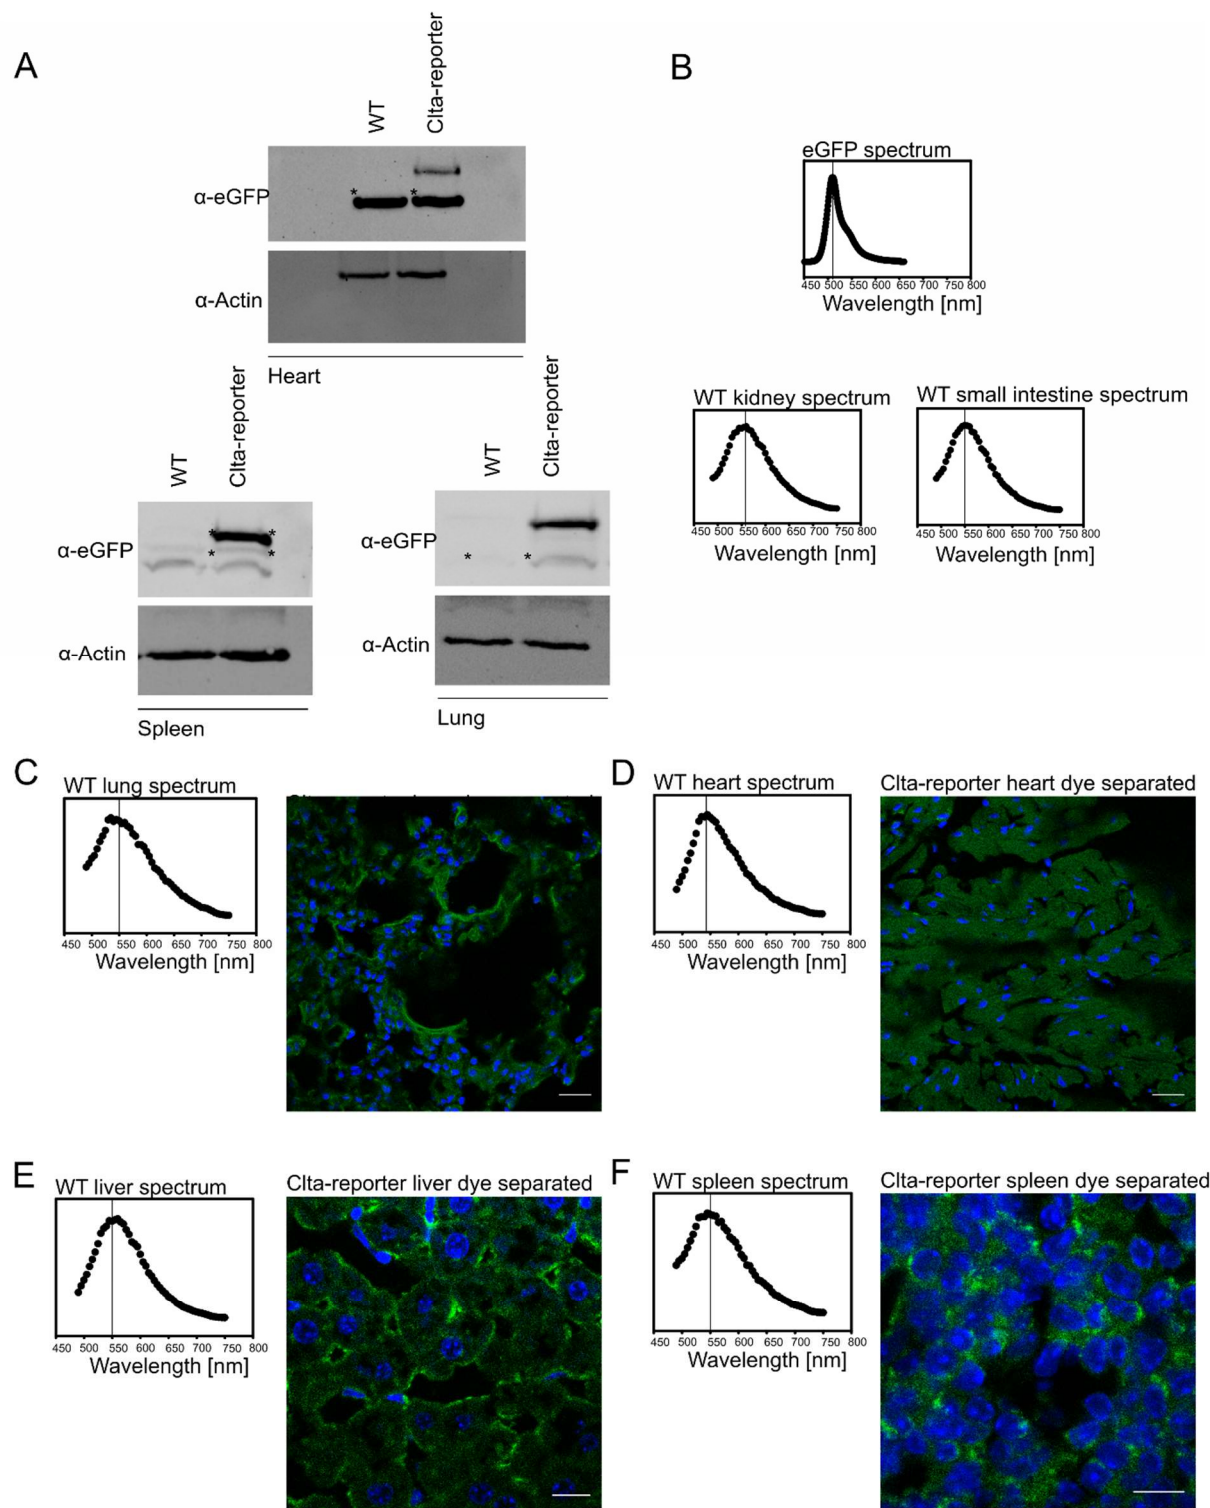 A
B
WT
Clta-reporter
α-eGFP
* *
α-Actin
Heart
eGFP spectrum
450 500 550 600 650 700 750 800
Wavelength [nm]
WT kidney spectrum
450 500 550 600 650 700 750 800
Wavelength [nm]
WT small intestine spectrum
450 500 550 600 650 700 750 800
Wavelength [nm]
WT
Clta-reporter
α-eGFP
* *
* *
α-Actin
Spleen
WT
Clta-reporter
α-eGFP
* *
α-Actin
Lung
C
WT lung spectrum
450 500 550 600 650 700 750 800
Wavelength [nm]
D
WT heart spectrum
450 500 550 600 650 700 750 800
Wavelength [nm]
Clta-reporter heart dye separated
E
WT liver spectrum
450 500 550 600 650 700 750 800
Wavelength [nm]
Clta-reporter liver dye separated
F
WT spleen spectrum
450 500 550 600 650 700 750 800
Wavelength [nm]
Clta-reporter spleen dye separated